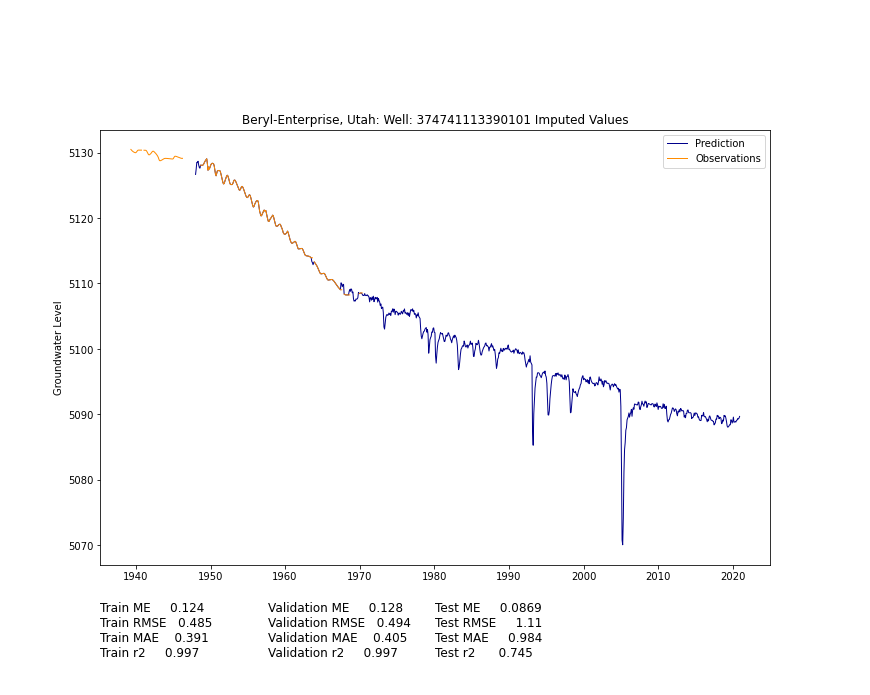 Beryl-Enterprise, Utah: Well: 374741113390101 Imputed Values
Prediction
Observations
Groundwater Level
5130
5120
5110
5100
5090
5080
5070
1940 1950 1960 1970 1980 1990 2000 2010 2020
Train ME 0.124 Validation ME 0.128 Test ME 0.0869
Train RMSE 0.485 Validation RMSE 0.494 Test RMSE 1.11
Train MAE 0.391 Validation MAE 0.405 Test MAE 0.984
Train r2 0.997 Validation r2 0.997 Test r2 0.745